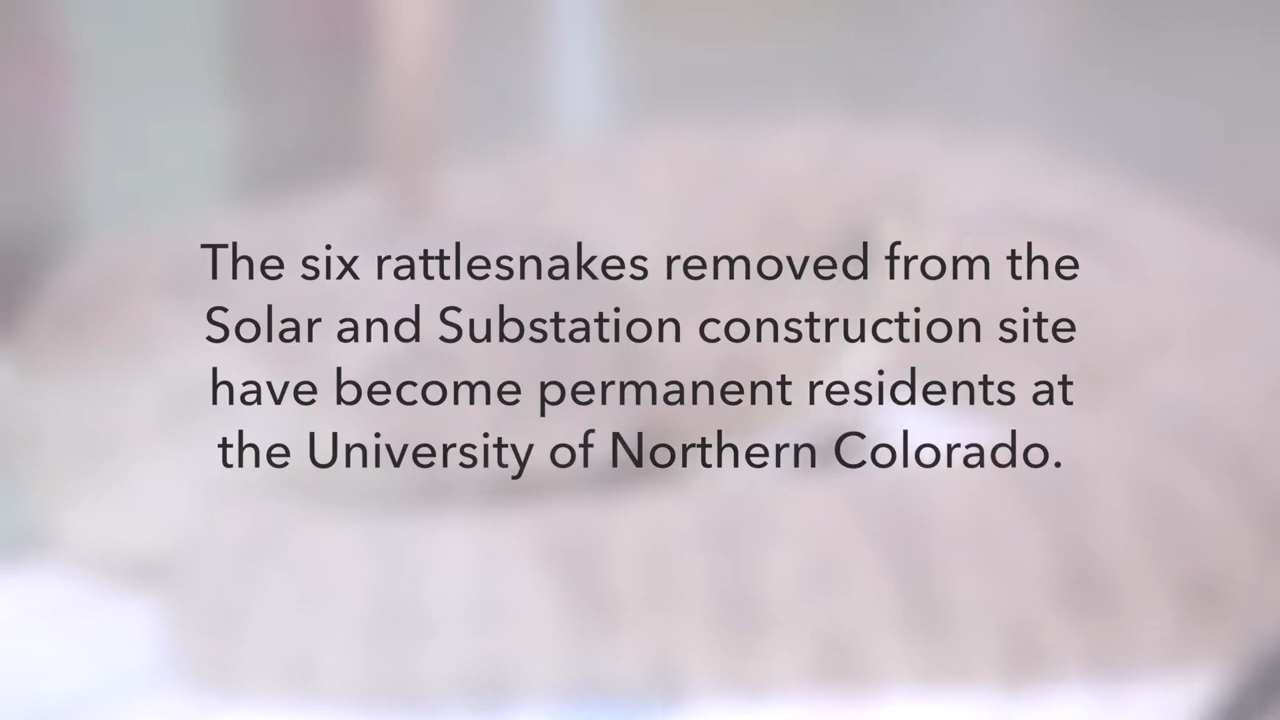 The six rattlesnakes removed from the
Solar and Substation construction site
have become permanent residents at
the University of Northern Colorado.